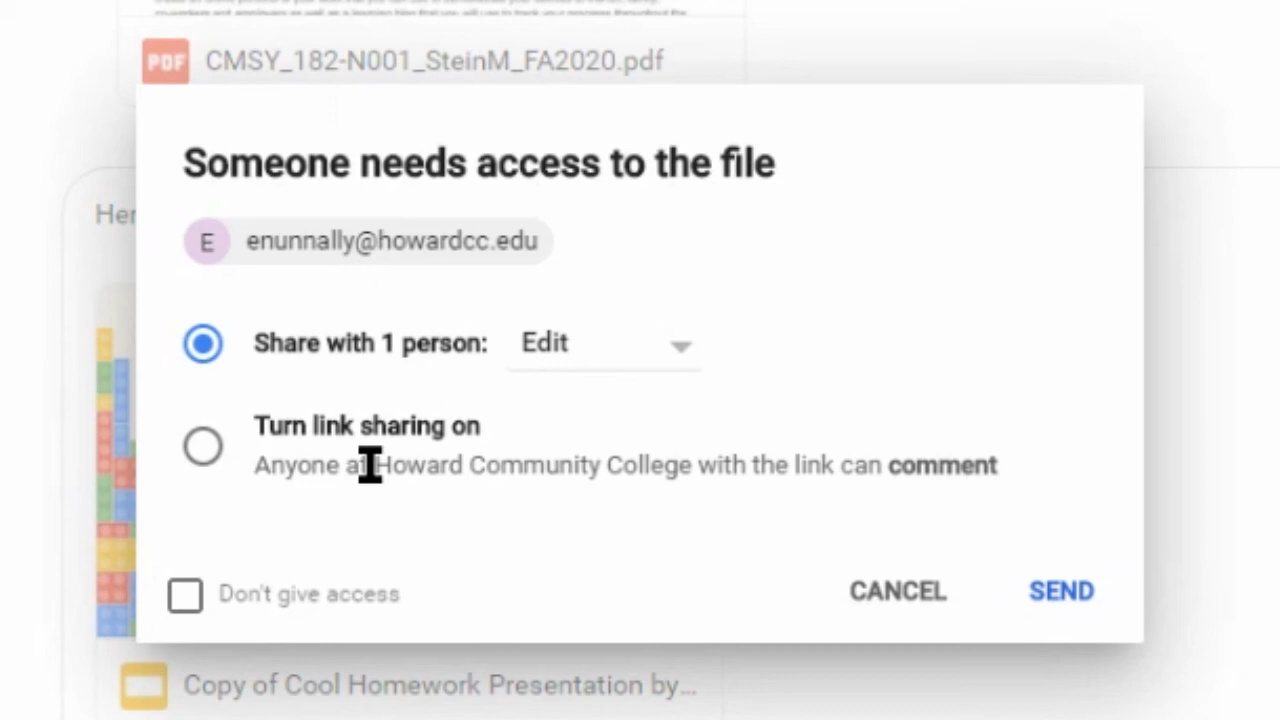 PDF CMSY_182-N001_SteinM_FA2020.pdf
Someone needs access to the file
Her
E enunnally@howardcc.edu
Share with 1 person: Edit
Turn link sharing on
Anyone at Howard Community College with the link can comment
Don't give access CANCEL SEND
Copy of Cool Homework Presentation by...